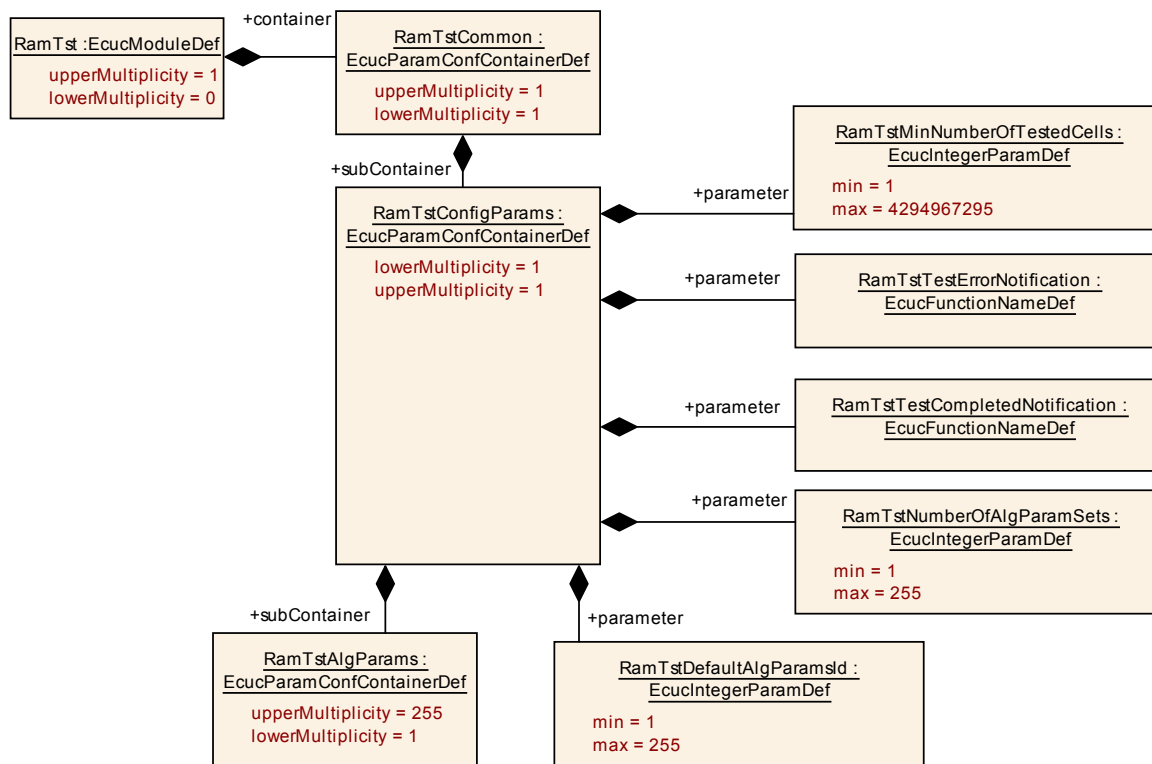 +container
RamTst :EcucModuleDef
upperMultiplicity = 1
lowerMultiplicity = 0
RamTstCommon :
EcucParamConfContainerDef
upperMultiplicity = 1
lowerMultiplicity = 1
+subContainer
RamTstConfigParams :
EcucParamConfContainerDef
lowerMultiplicity = 1
upperMultiplicity = 1
+parameter
RamTstMinNumberOfTestedCells :
EcucIntegerParamDef
min = 1
max = 4294967295
+parameter
RamTstTestErrorNotification :
EcucFunctionNameDef
+parameter
RamTstTestCompletedNotification :
EcucFunctionNameDef
+parameter
RamTstNumberOfAlgParamSets :
EcucIntegerParamDef
min = 1
max = 255
+subContainer
RamTstAlgParams :
EcucParamConfContainerDef
upperMultiplicity = 255
lowerMultiplicity = 1
+parameter
RamTstDefaultAlgParamsId :
EcucIntegerParamDef
min = 1
max = 255